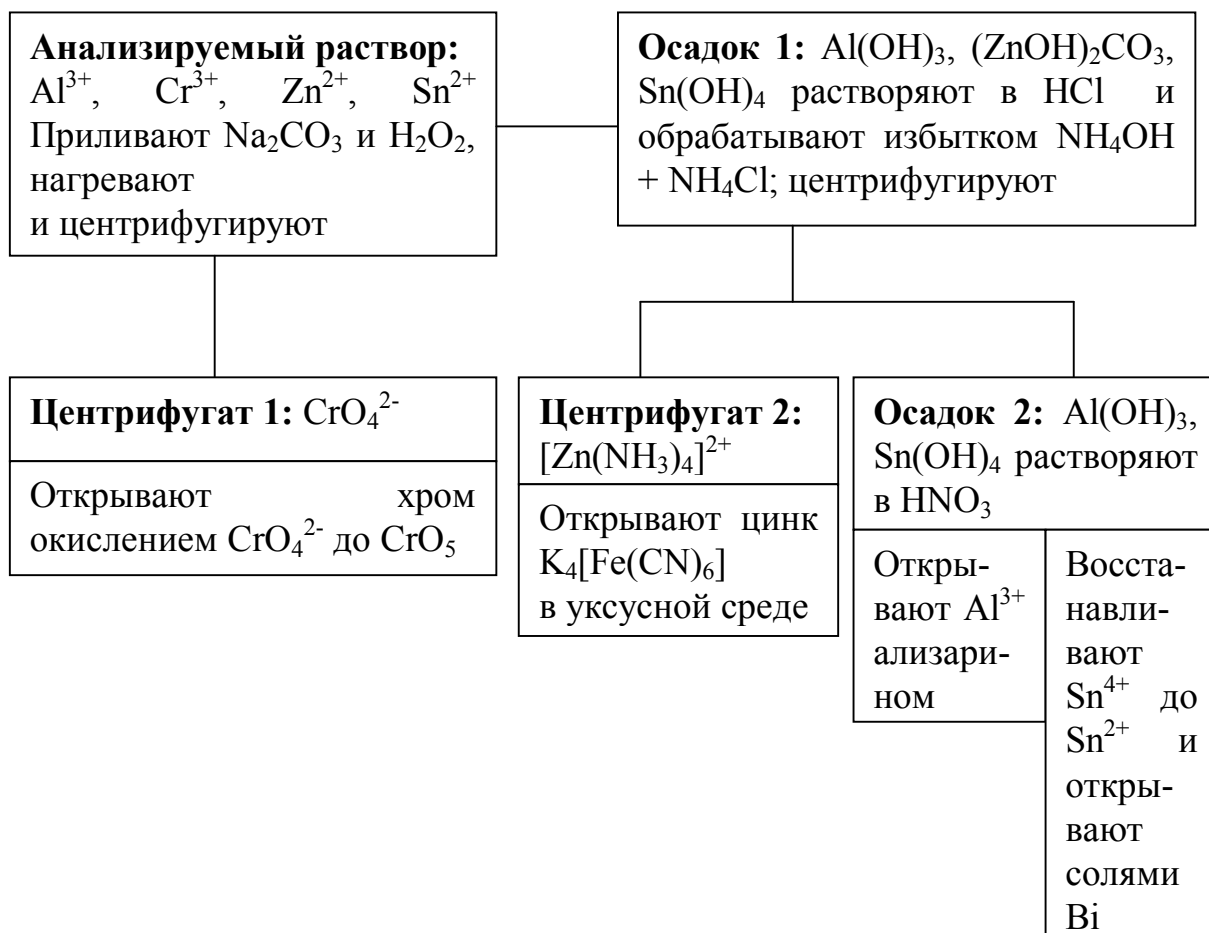 Анализируемый раствор:
Al³⁺, Cr³⁺, Zn²⁺, Sn²⁺
Приливают Na₂CO₃ и H₂O₂,
нагревают
и центрифугируют
Осадок 1: Al(OH)₃, (ZnOH)₂CO₃,
Sn(OH)₄ растворяют в HCl и
обрабатывают избытком NH₄OH
+ NH₄Cl; центрифугируют
Центрифугат 1: CrO₄²⁻
Открывают хром
окислением CrO₄²⁻ до CrO₅
Центрифугат 2:
[Zn(NH₃)₄]²⁺
Открывают цинк
K₄[Fe(CN)₆]
в уксусной среде
Осадок 2: Al(OH)₃,
Sn(OH)₄ растворяют
в HNO₃
Откры-
вают Al³⁺
ализари-
ном
Восста-
навли-
вают
Sn⁴⁺ до
Sn²⁺ и
откры-
вают
солями
Bi